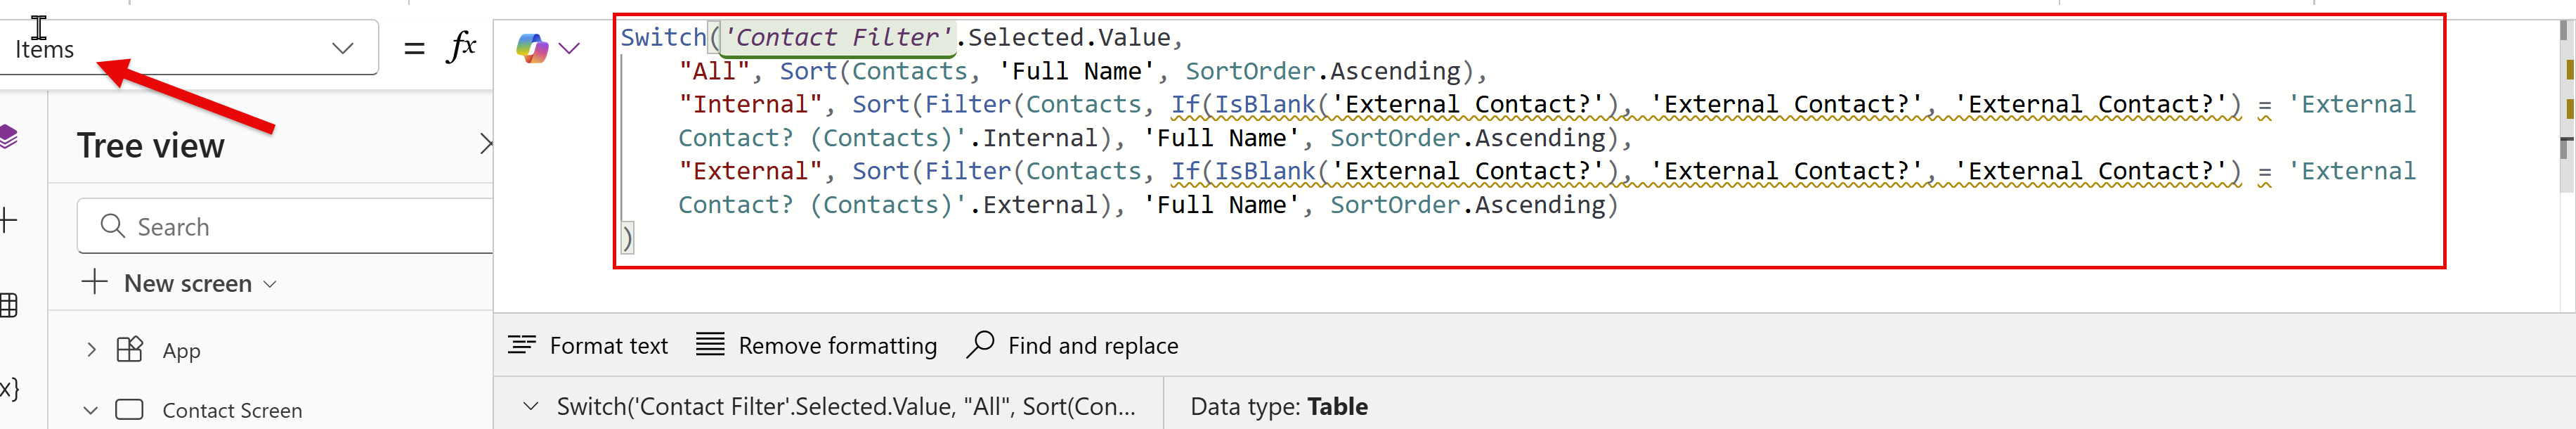 Items
= fx
Switch('Contact Filter'.Selected.Value,
"All", Sort(Contacts, 'Full Name', SortOrder.Ascending),
"Internal", Sort(Filter(Contacts, If(IsBlank('External Contact?'), 'External Contact?', 'External Contact?') = 'External
Contact? (Contacts)'.Internal), 'Full Name', SortOrder.Ascending),
"External", Sort(Filter(Contacts, If(IsBlank('External Contact?'), 'External Contact?', 'External Contact?') = 'External
Contact? (Contacts)'.External), 'Full Name', SortOrder.Ascending)
)
Tree view
Search
New screen
App
Contact Screen
Format text Remove formatting Find and replace
Switch('Contact Filter'.Selected.Value, "All", Sort(Con... Data type: Table